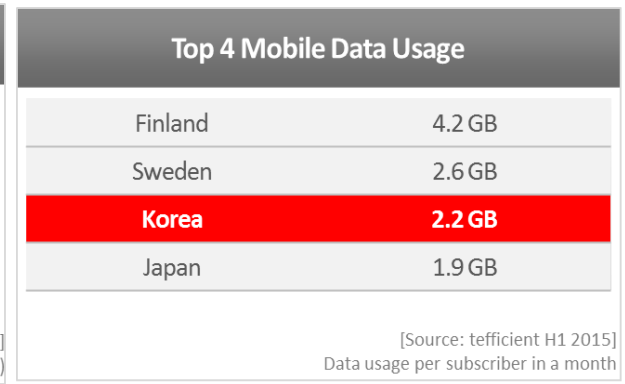 Top 4 Mobile Data Usage
Finland 4.2 GB
Sweden 2.6 GB
Korea 2.2 GB
Japan 1.9 GB
]
[Source: tefficient H1 2015]
)
Data usage per subscriber in a month